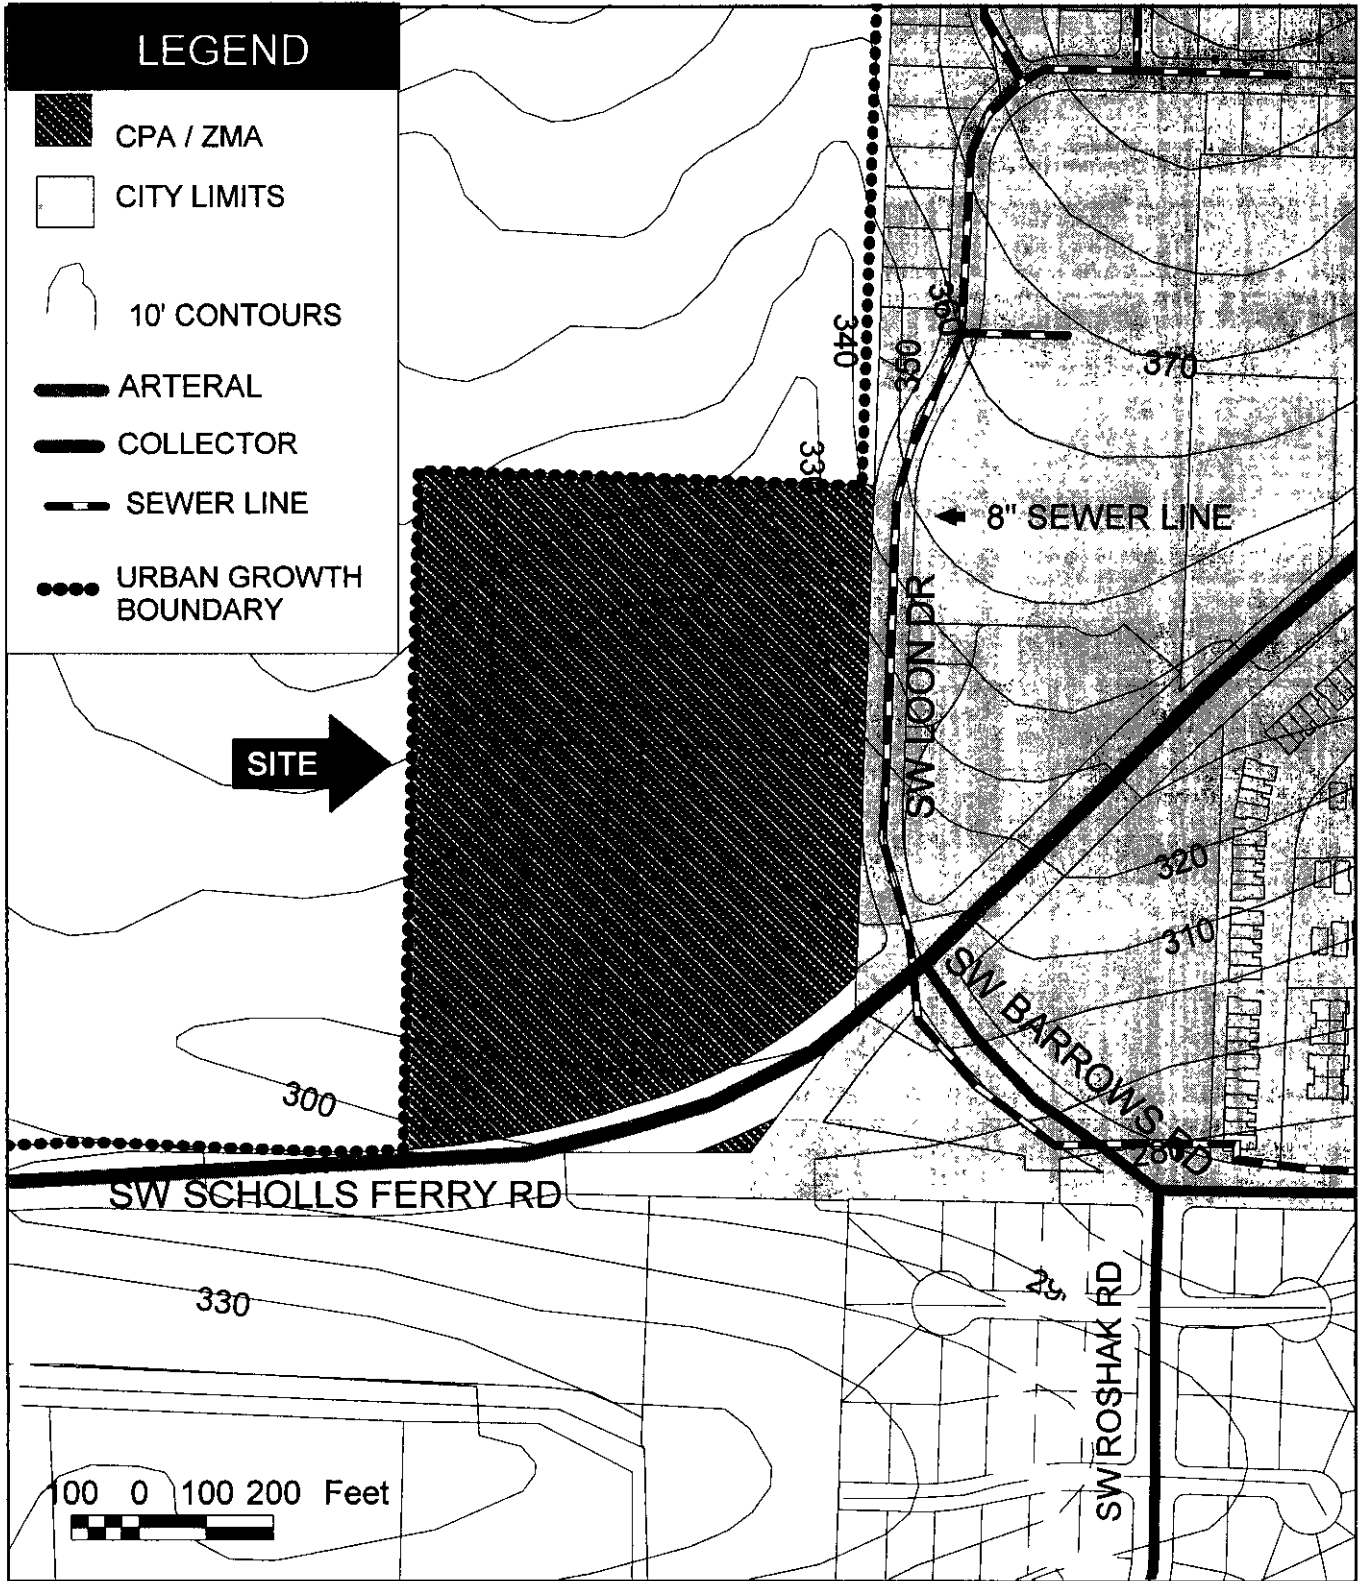 LEGEND
CPA / ZMA
CITY LIMITS
10' CONTOURS
ARTERAL
COLLECTOR
SEWER LINE
URBAN GROWTH
BOUNDARY
360
340
350
370
330
8" SEWER LINE
SW LOON DR
SITE
320
310
SW BARROWS RD
300
280
SW SCHOLLS FERRY RD
330
SW ROSHAK RD
100 0 100 200 Feet